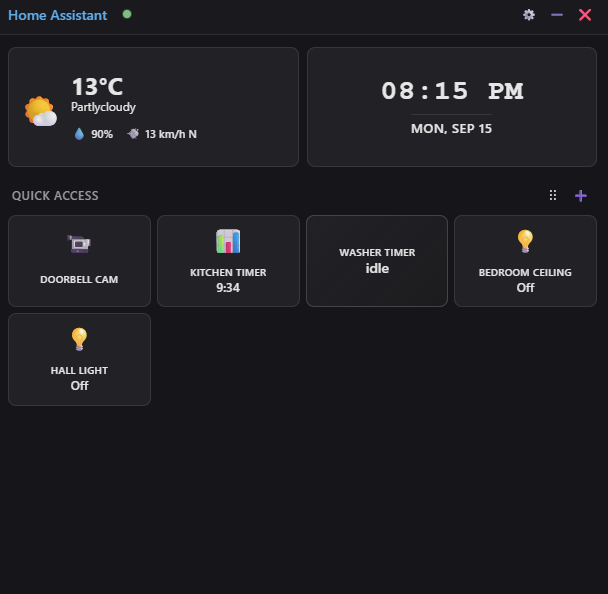 Home Assistant
13°C
Partlycloudy
90% 13 km/h N
08:15 PM
MON, SEP 15
QUICK ACCESS
DOORBELL CAM
KITCHEN TIMER
9:34
WASHER TIMER
idle
BEDROOM CEILING
Off
HALL LIGHT
Off